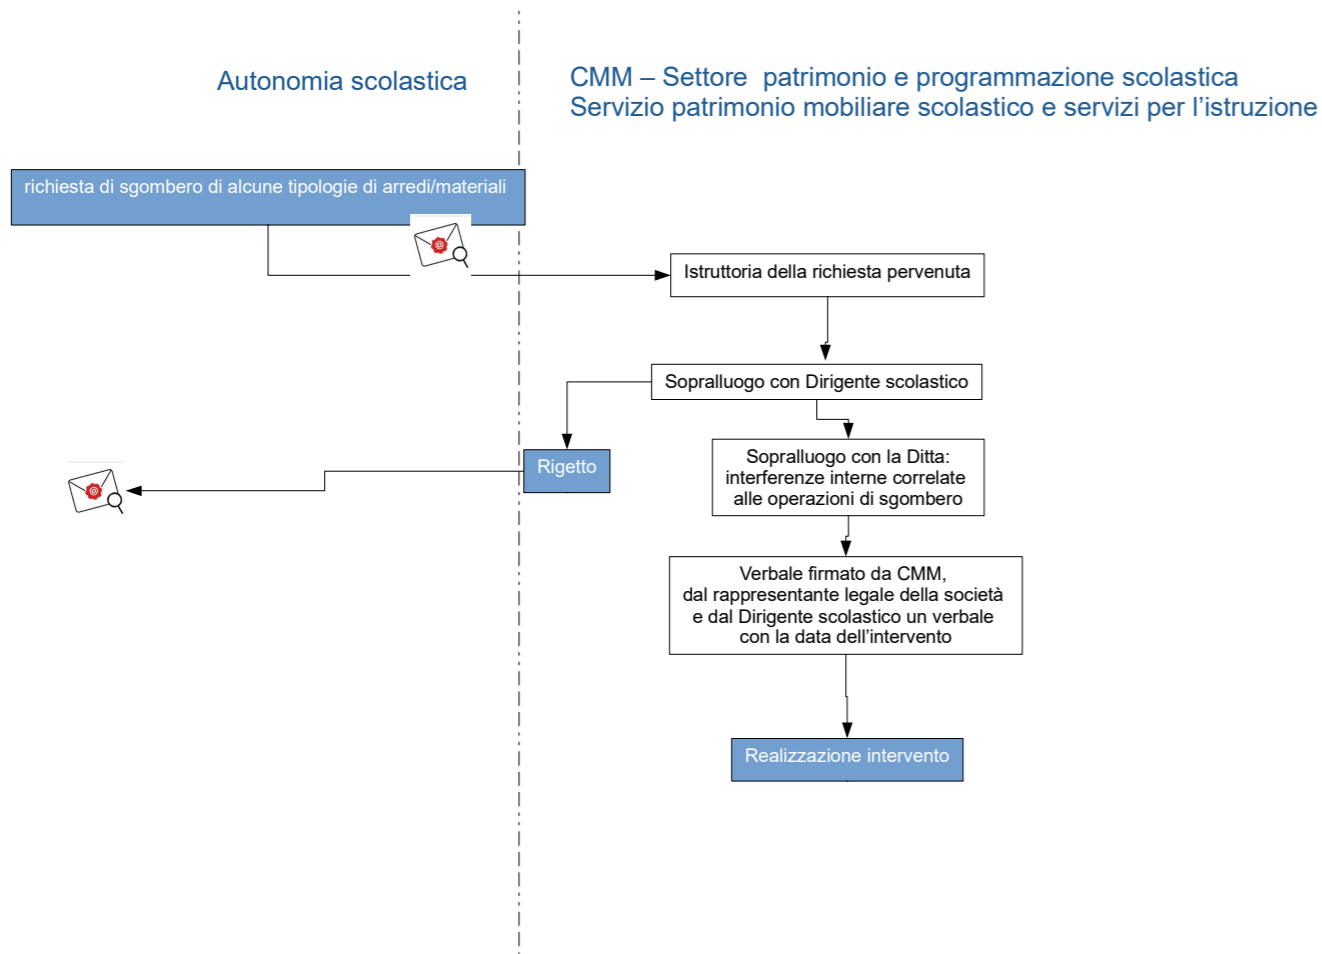 Autonomia scolastica
CMM – Settore patrimonio e programmazione scolastica
Servizio patrimonio mobiliare scolastico e servizi per l'istruzione
richiesta di sgombero di alcune tipologie di arredi/materiali
@
Istruttoria della richiesta pervenuta
Sopralluogo con Dirigente scolastico
Rigetto
@
Sopralluogo con la Ditta:
interferenze interne correlate
alle operazioni di sgombero
Verbale firmato da CMM,
dal rappresentante legale della società
e dal Dirigente scolastico un verbale
con la data dell'intervento
Realizzazione intervento